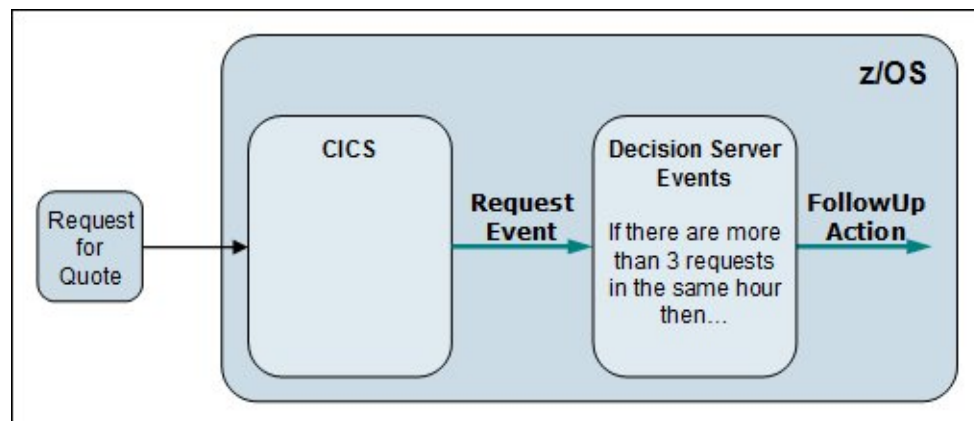 z/OS
CICS
Decision Server
Events
Request
for
Quote
Request
Event
If there are more
than 3 requests
in the same hour
then...
FollowUp
Action